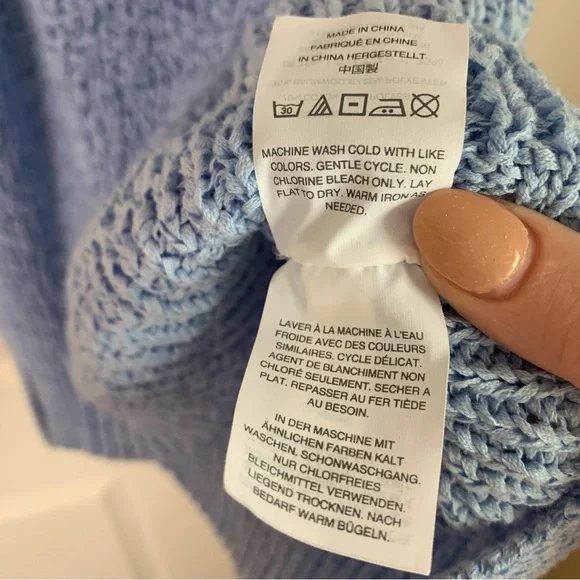 MADE IN CHINA
FABRIQUÉ EN CHINE
IN CHINA HERGESTELLT
中国製
30
MACHINE WASH COLD WITH LIKE
COLORS. GENTLE CYCLE. NON
CHLORINE BLEACH ONLY. LAY
FLAT TO DRY. WARM IRON AS
NEEDED.
LAVER À LA MACHINE À L'EAU
FROIDE AVEC DES COULEURS
SIMILAIRES. CYCLE DÉLICAT.
AGENT DE BLANCHIMENT NON
CHLORÉ SEULEMENT. SECHER A
PLAT. REPASSER AU FER TIÈDE
AU BESOIN.
IN DER MASCHINE MIT
ÄHNLICHEN FARBEN KALT
WASCHEN, SCHONWASCHGANG.
NUR CHLORFREIES
BLEICHMITTEL VERWENDEN.
LIEGEND TROCKNEN. NACH
BEDARF WARM BÜGELN.